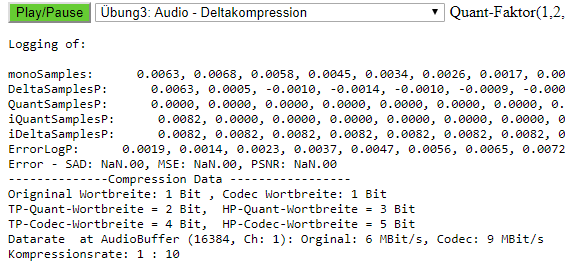 Play/Pause Übung3: Audio - Deltakompression Quant-Faktor(1,2,
Logging of:
monoSamples: 0.0063, 0.0068, 0.0058, 0.0045, 0.0034, 0.0026, 0.0017, 0.00
DeltaSamplesP: 0.0063, 0.0005, -0.0010, -0.0014, -0.0010, -0.0009, -0.000
QuantSamplesP: 0.0000, 0.0000, 0.0000, 0.0000, 0.0000, 0.0000, 0.0000, 0.
iQuantSamplesP: 0.0082, 0.0000, 0.0000, 0.0000, 0.0000, 0.0000, 0.0000, 0
iDeltaSamplesP: 0.0082, 0.0082, 0.0082, 0.0082, 0.0082, 0.0082, 0.0082, 0
ErrorLogP: 0.0019, 0.0014, 0.0023, 0.0037, 0.0047, 0.0056, 0.0065, 0.0072
Error - SAD: NaN.00, MSE: NaN.00, PSNR: NaN.00
--------------Compression Data -----------------
Origninal Wortbreite: 1 Bit , Codec Wortbreite: 1 Bit
TP-Quant-Wortbreite = 2 Bit, HP-Quant-Wortbreite = 3 Bit
TP-Codec-Wortbreite = 4 Bit, HP-Codec-Wortbreite = 5 Bit
Datarate at AudioBuffer (16384, Ch: 1): Orginal: 6 MBit/s, Codec: 9 MBit/s
Kompressionsrate: 1 : 10